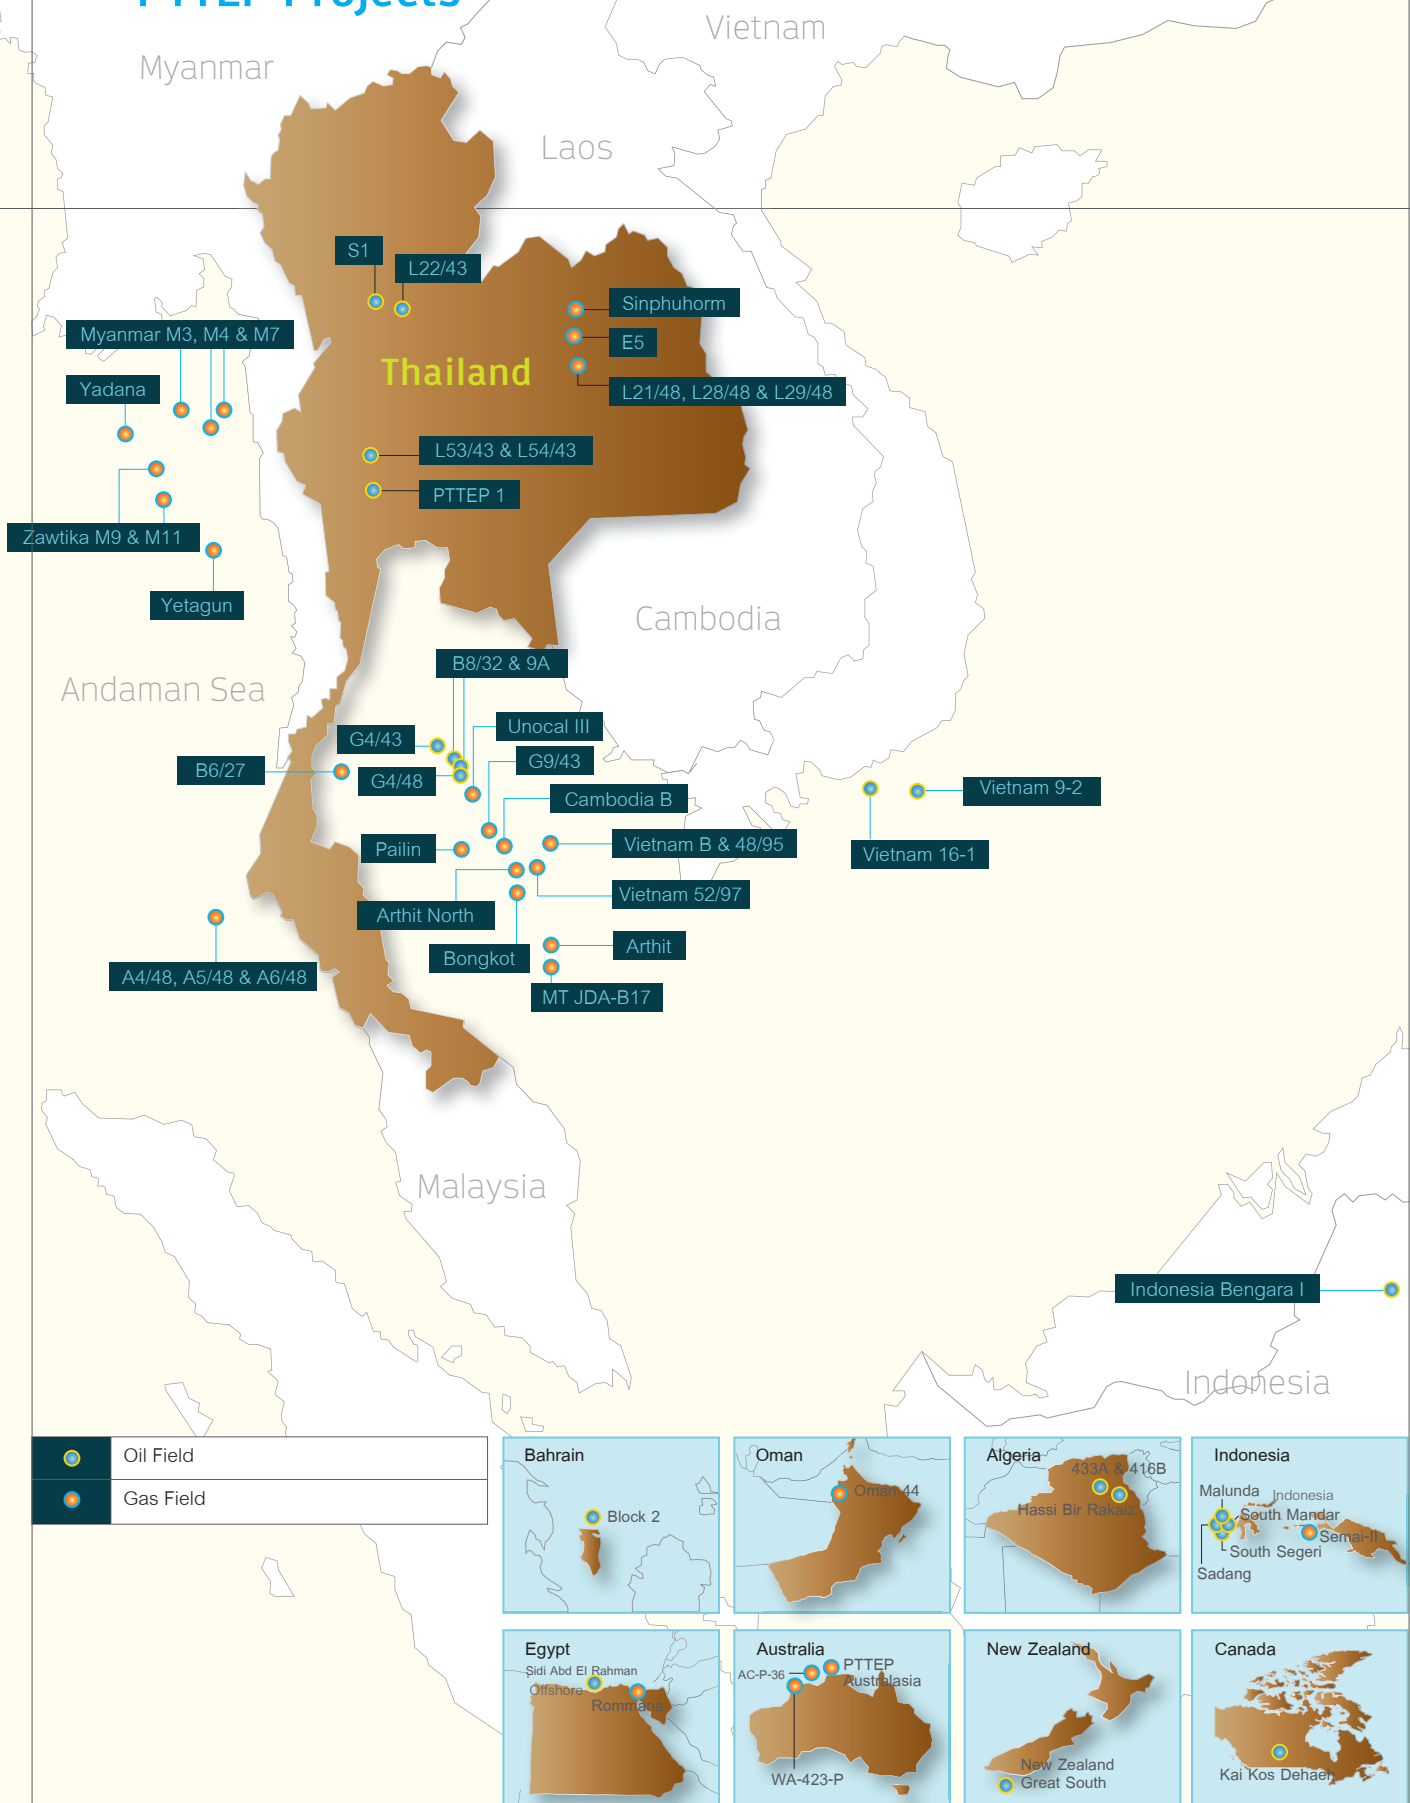 PTTEP Projects
Vietnam
Myanmar
Laos
S1
L22/43
Sinphuhorm
Myanmar M3, M4 & M7
E5
Thailand
Yadana
L21/48, L28/48 & L29/48
L53/43 & L54/43
PTTEP 1
Zawtika M9 & M11
Yetagun
Cambodia
B8/32 & 9A
Andaman Sea
Unocal III
G4/43
G9/43
B6/27
G4/48
Vietnam 9-2
Cambodia B
Vietnam B & 48/95
Pailin
Vietnam 16-1
Vietnam 52/97
Arthit North
Arthit
Bongkot
A4/48, A5/48 & A6/48
MT JDA-B17
Malaysia
Indonesia Bengara I
Indonesia
Oil Field
Gas Field
Bahrain
Block 2
Oman
Oman 44
Algeria
433A & 416B
Hassi Bir Rakaiz
Indonesia
Malunda
Indonesia
South Mandar
Semai-II
South Segeri
Sadang
Egypt
Sidi Abd El Rahman
Offshore
Rommana
Australia
AC-P-36
PTTEP
Australasia
WA-423-P
New Zealand
New Zealand
Great South
Canada
Kai Kos Dehseh